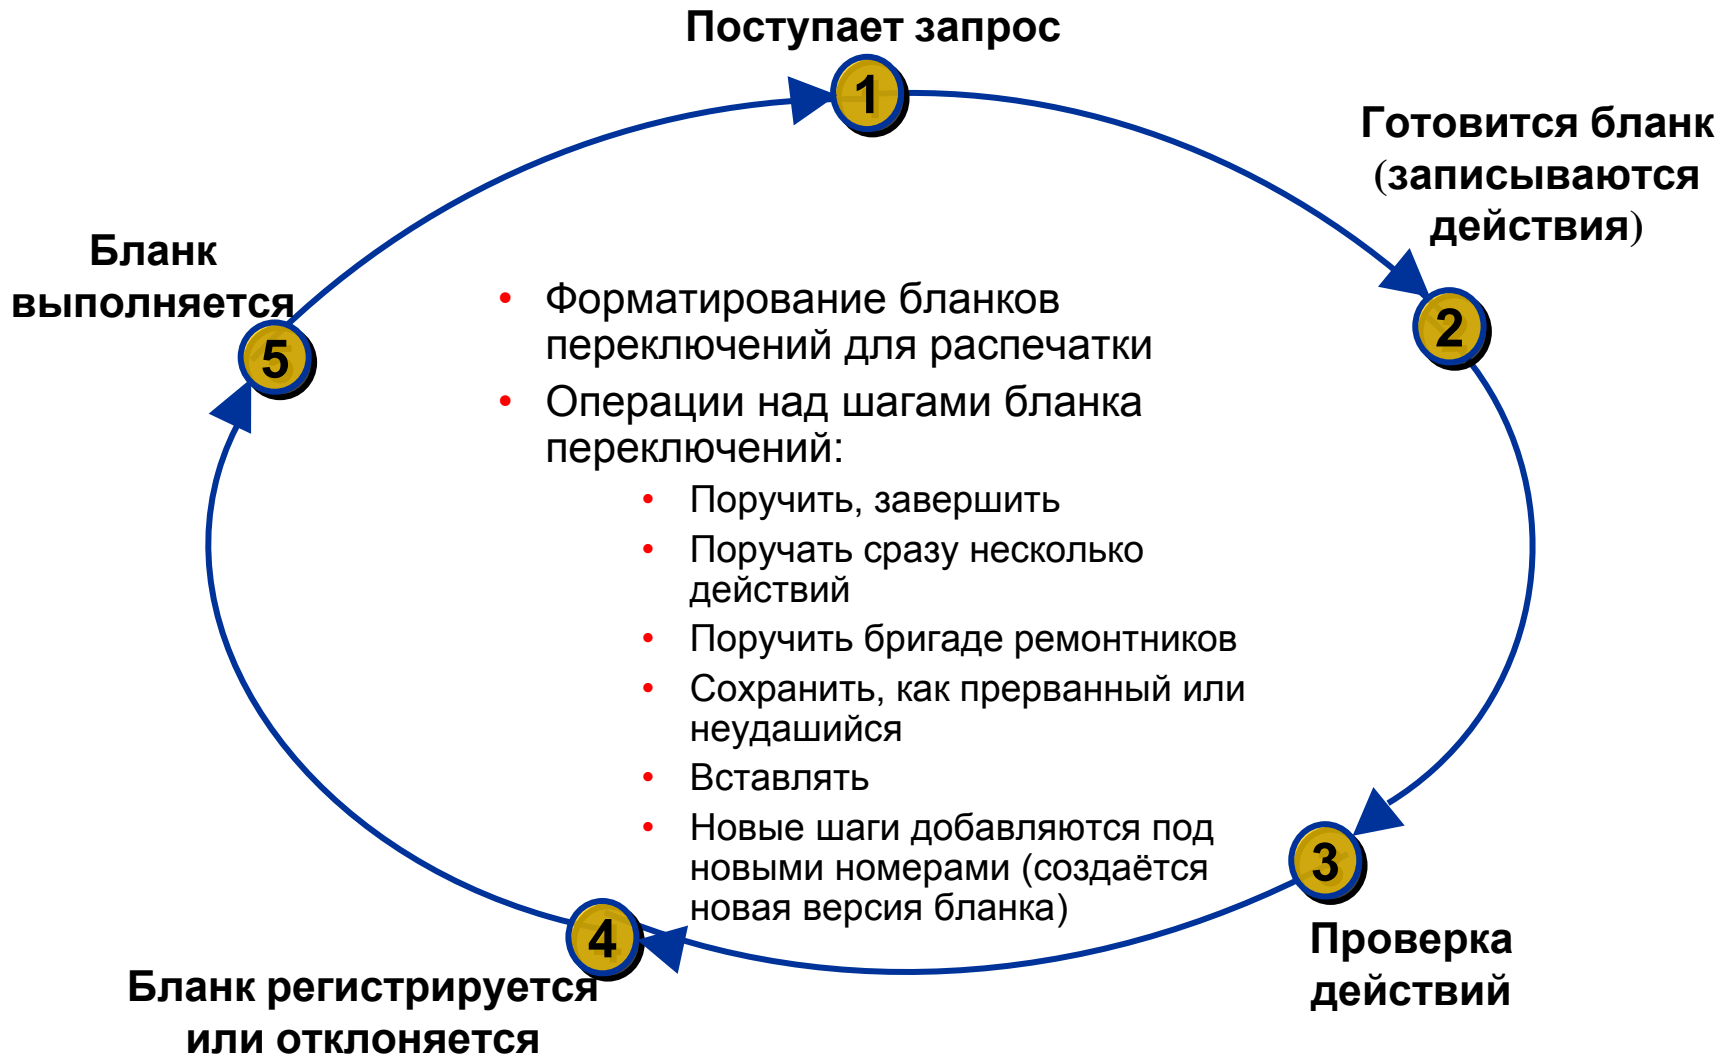 Поступает запрос
1
Готовится бланк
(записываются
действия)
2
Бланк
выполняется
5
• Форматирование бланков
переключений для распечатки
• Операции над шагами бланка
переключений:
• Поручить, завершить
• Поручать сразу несколько
действий
• Поручить бригаде ремонтников
• Сохранить, как прерванный или
неудашийся
• Вставлять
• Новые шаги добавляются под
новыми номерами (создаётся
новая версия бланка)
3
Проверка
действий
4
Бланк регистрируется
или отклоняется